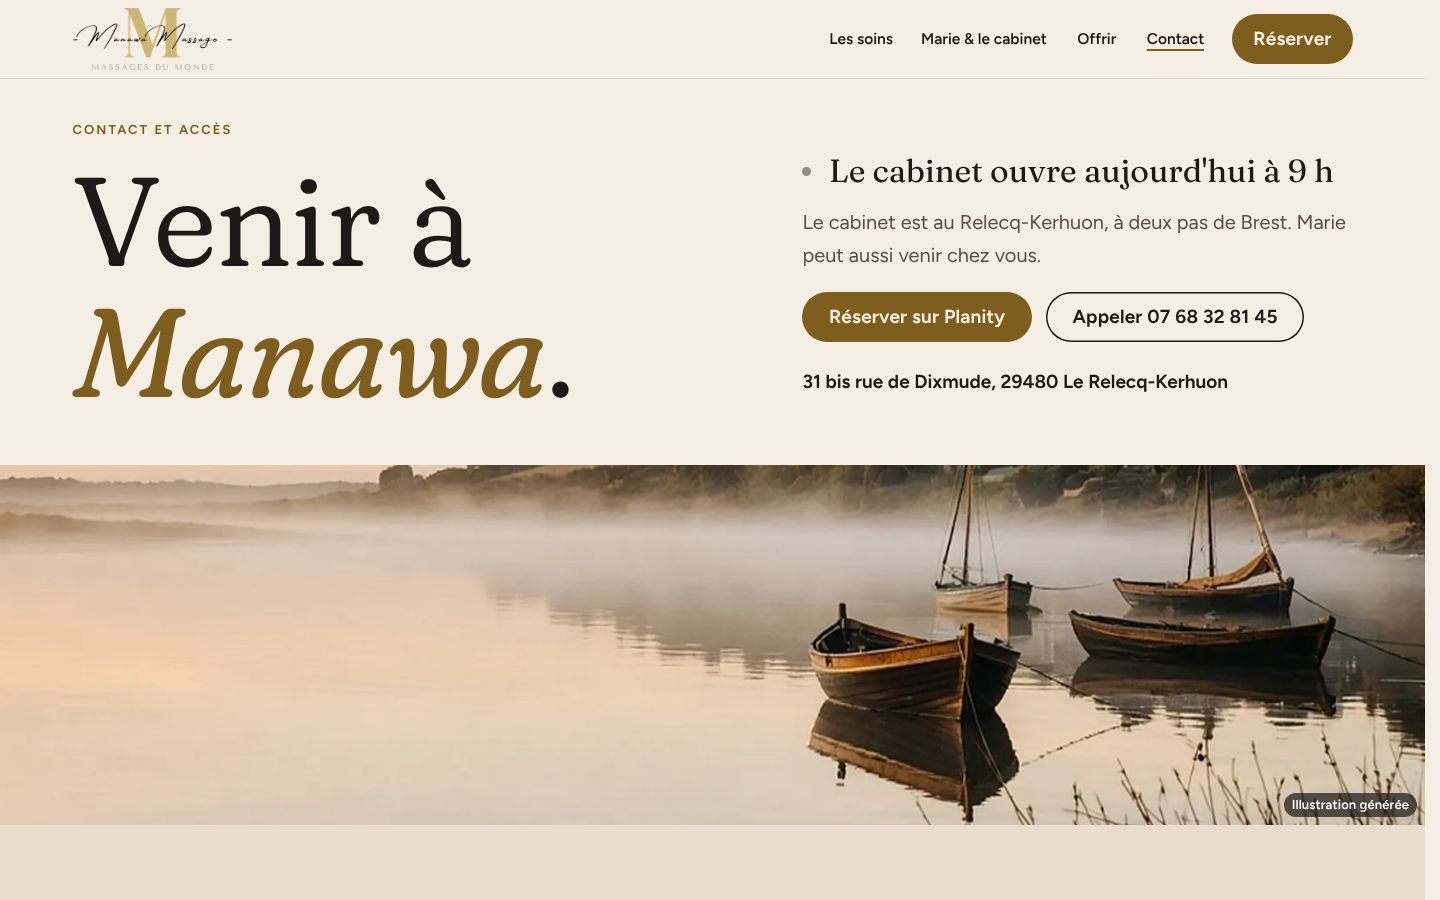 M
- Manawa Massage -
MASSAGES DU MONDE
Les soins
Marie & le cabinet
Offrir
Contact
Réserver
CONTACT ET ACCÈS
Venir à
Manawa.
Le cabinet ouvre aujourd'hui à 9 h
Le cabinet est au Relecq-Kerhuon, à deux pas de Brest. Marie
peut aussi venir chez vous.
Réserver sur Planity
Appeler 07 68 32 81 45
31 bis rue de Dixmude, 29480 Le Relecq-Kerhuon
Illustration générée